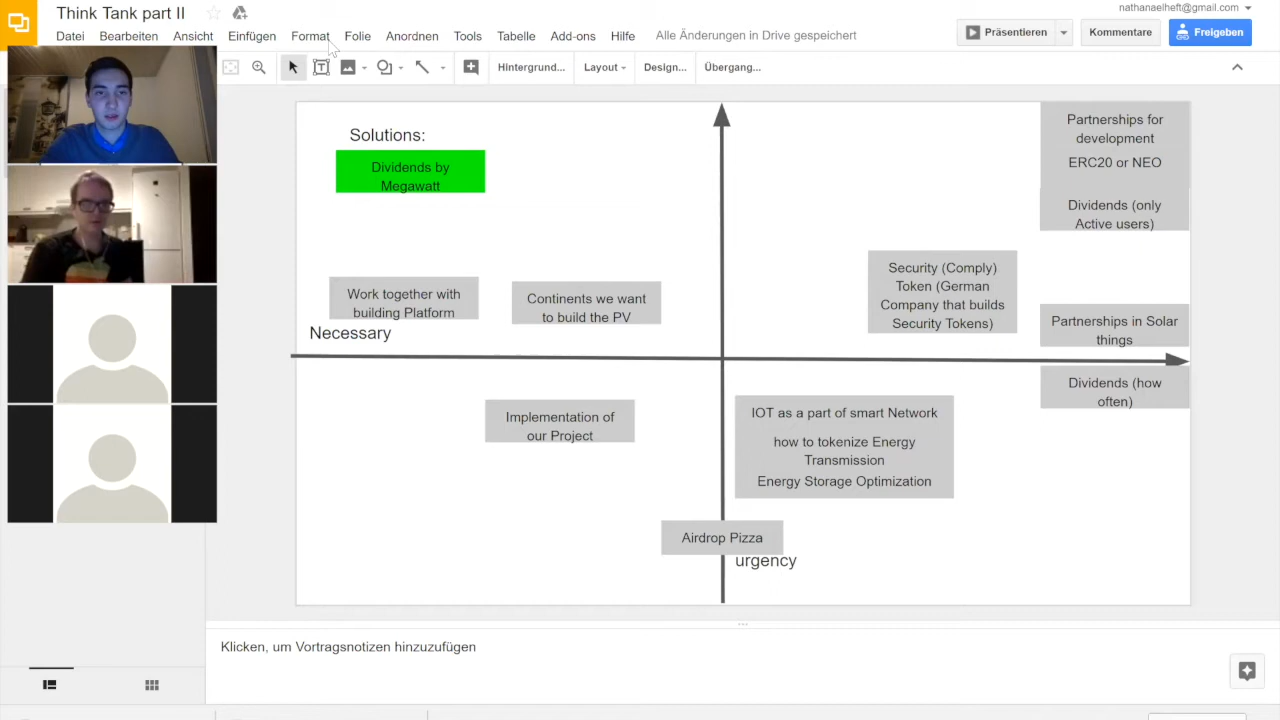 Think Tank part II
nathanaelheft@gmail.com
Datei Bearbeiten Ansicht Einfügen Format Folie Anordnen Tools Tabelle Add-ons Hilfe Alle Änderungen in Drive gespeichert
Präsentieren Kommentare Freigeben
Hintergrund... Layout Design... Übergang...
Solutions:
Dividends by
Megawatt
Partnerships for
development
ERC20 or NEO
Dividends (only
Active users)
Security (Comply)
Token (German
Company that builds
Security Tokens)
Work together with
building Platform
Continents we want
to build the PV
Partnerships in Solar
things
Necessary
Dividends (how
often)
Implementation of
our Project
IOT as a part of smart Network
how to tokenize Energy
Transmission
Energy Storage Optimization
Airdrop Pizza
urgency
Klicken, um Vortragsnotizen hinzuzufügen